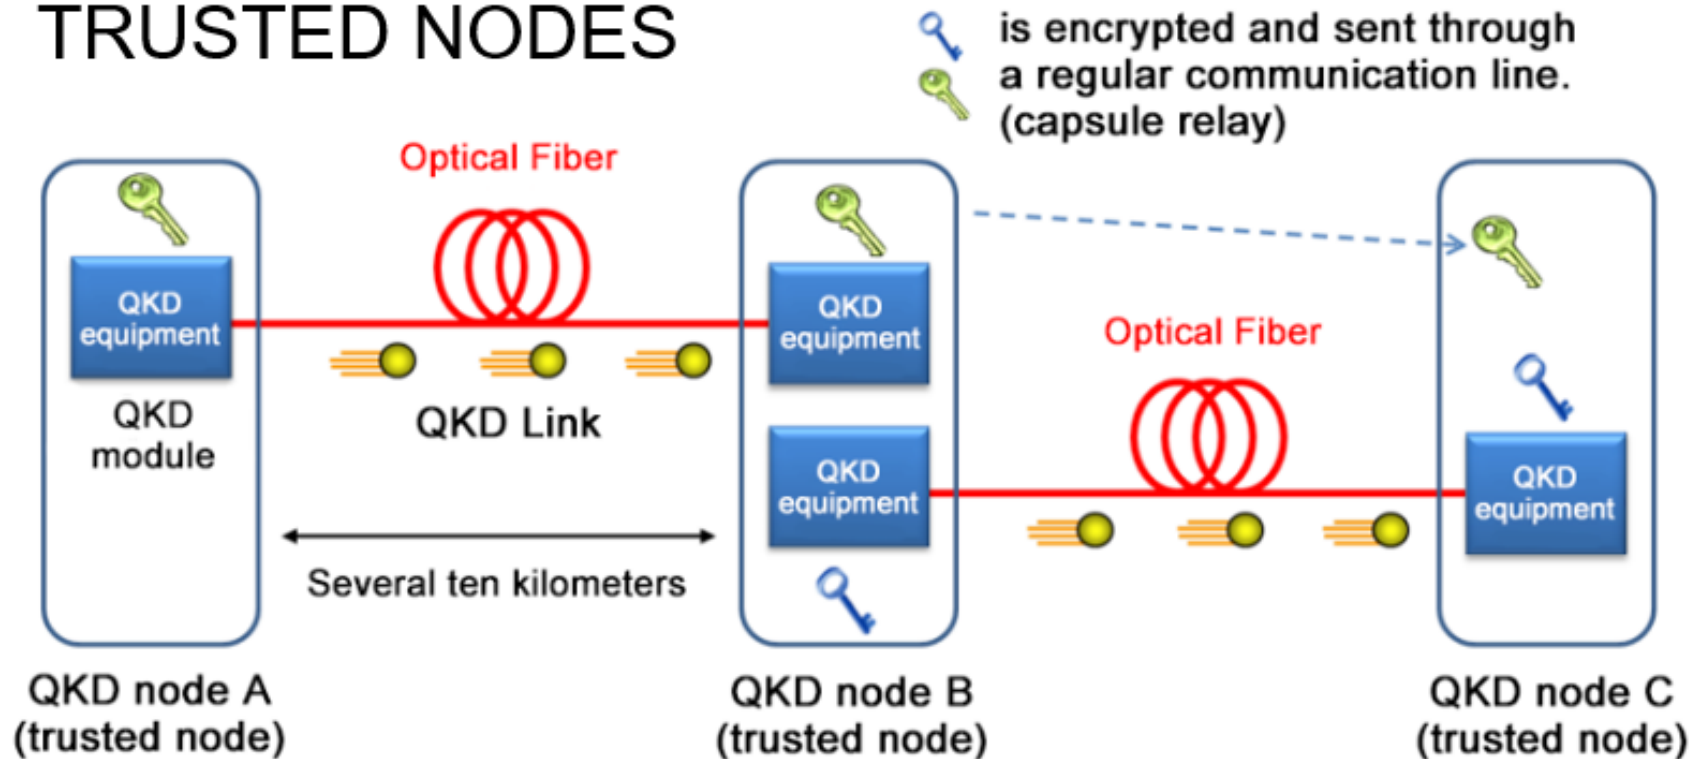 TRUSTED NODES
is encrypted and sent through
a regular communication line.
(capsule relay)
Optical Fiber
QKD
equipment
QKD
module
QKD Link
Several ten kilometers
QKD
equipment
QKD
equipment
Optical Fiber
QKD
equipment
QKD node A
(trusted node)
QKD node B
(trusted node)
QKD node C
(trusted node)